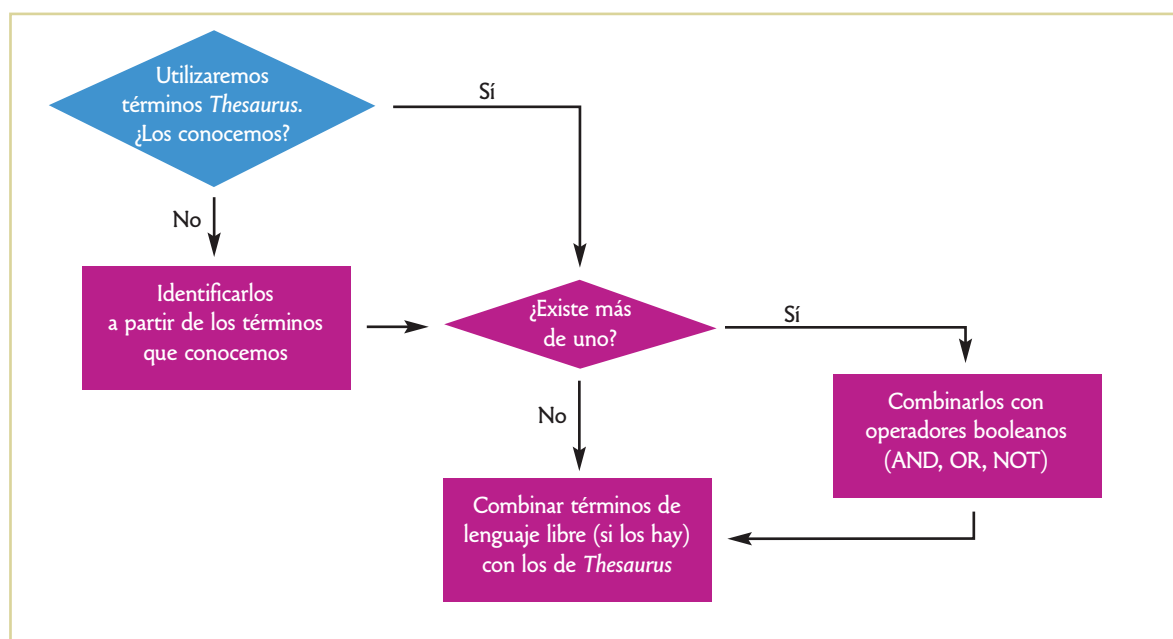 Utilizaremos
términos Thesaurus.
¿Los conocemos?
Sí
No
Identificarlos
a partir de los términos
que conocemos
¿Existe más
de uno?
Sí
No
Combinarlos con
operadores booleanos
(AND, OR, NOT)
Combinar términos de
lenguaje libre (si los hay)
con los de Thesaurus